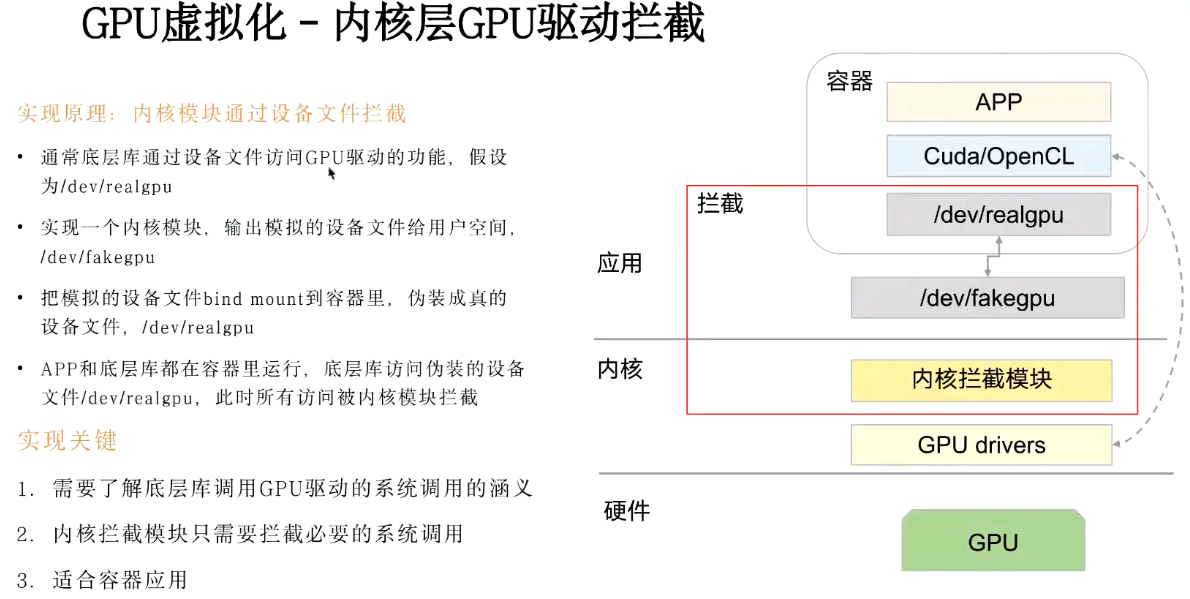 GPU虚拟化 – 内核层GPU驱动拦截
实现原理：内核模块通过设备文件拦截
• 通常底层库通过设备文件访问GPU驱动的功能，假设
为/dev/realgpu
• 实现一个内核模块，输出模拟的设备文件给用户空间，
/dev/fakegpu
• 把模拟的设备文件bind mount到容器里，伪装成真的
设备文件，/dev/realgpu
• APP和底层库都在容器里运行，底层库访问伪装的设备
文件/dev/realgpu，此时所有访问被内核模块拦截
实现关键
1. 需要了解底层库调用GPU驱动的系统调用的涵义
2. 内核拦截模块只需要拦截必要的系统调用
3. 适合容器应用
容器
APP
Cuda/OpenCL
拦截
/dev/realgpu
应用
/dev/fakegpu
内核
内核拦截模块
GPU drivers
硬件
GPU